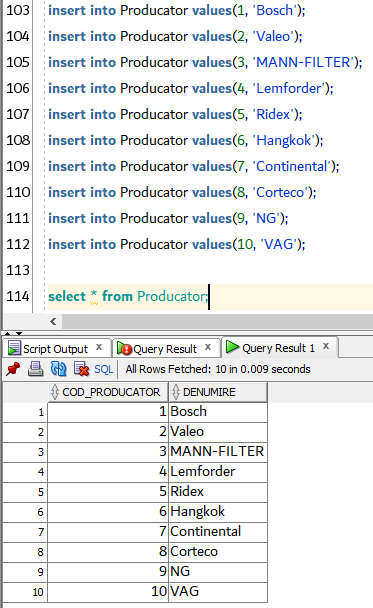 103 insert into Producator values(1, 'Bosch');
104 insert into Producator values(2, 'Valeo');
105 insert into Producator values(3, 'MANN-FILTER');
106 insert into Producator values(4, 'Lemforder');
107 insert into Producator values(5, 'Ridex');
108 insert into Producator values(6, 'Hangkok');
109 insert into Producator values(7, 'Continental');
110 insert into Producator values(8, 'Corteco');
111 insert into Producator values(9, 'NG');
112 insert into Producator values(10, 'VAG');
113
114 select * from Producator;
Script Output x Query Result x Query Result 1 x
SQL All Rows Fetched: 10 in 0.009 seconds
COD_PRODUCATOR DENUMIRE
1 1 Bosch
2 2 Valeo
3 3 MANN-FILTER
4 4 Lemforder
5 5 Ridex
6 6 Hangkok
7 7 Continental
8 8 Corteco
9 9 NG
10 10 VAG